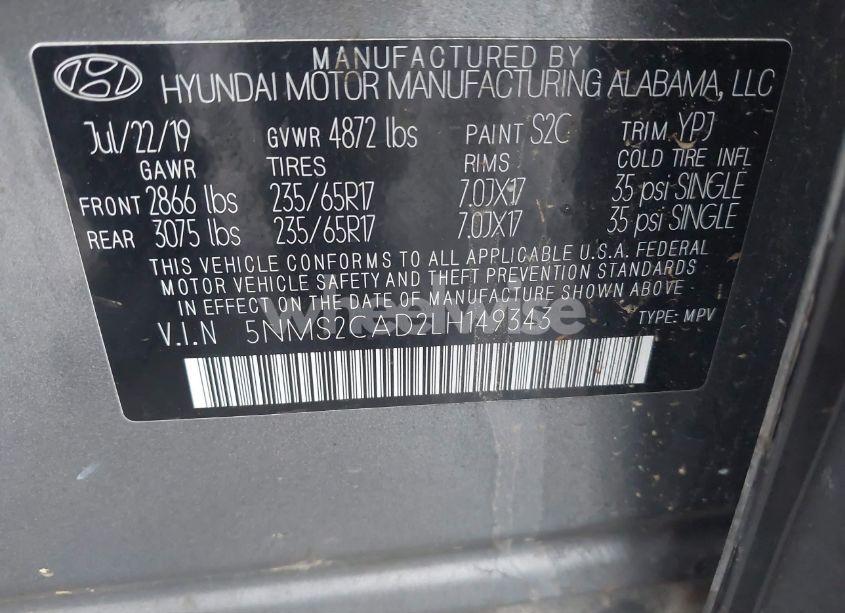 MANUFACTURED BY
HYUNDAI MOTOR MANUFACTURING ALABAMA, LLC
Jul/22/19 GVWR 4872 lbs PAINT S2C TRIM YPJ
GAWR TIRES RIMS COLD TIRE INFL
FRONT 2866 lbs 235/65R17 7.0JX17 35 psi SINGLE
REAR 3075 lbs 235/65R17 7.0JX17 35 psi SINGLE
THIS VEHICLE CONFORMS TO ALL APPLICABLE U.S.A. FEDERAL
MOTOR VEHICLE SAFETY AND THEFT PREVENTION STANDARDS
IN EFFECT ON THE DATE OF MANUFACTURE SHOWN ABOVE.
V.I.N 5NMS2CAD2LH149343 TYPE: MPV